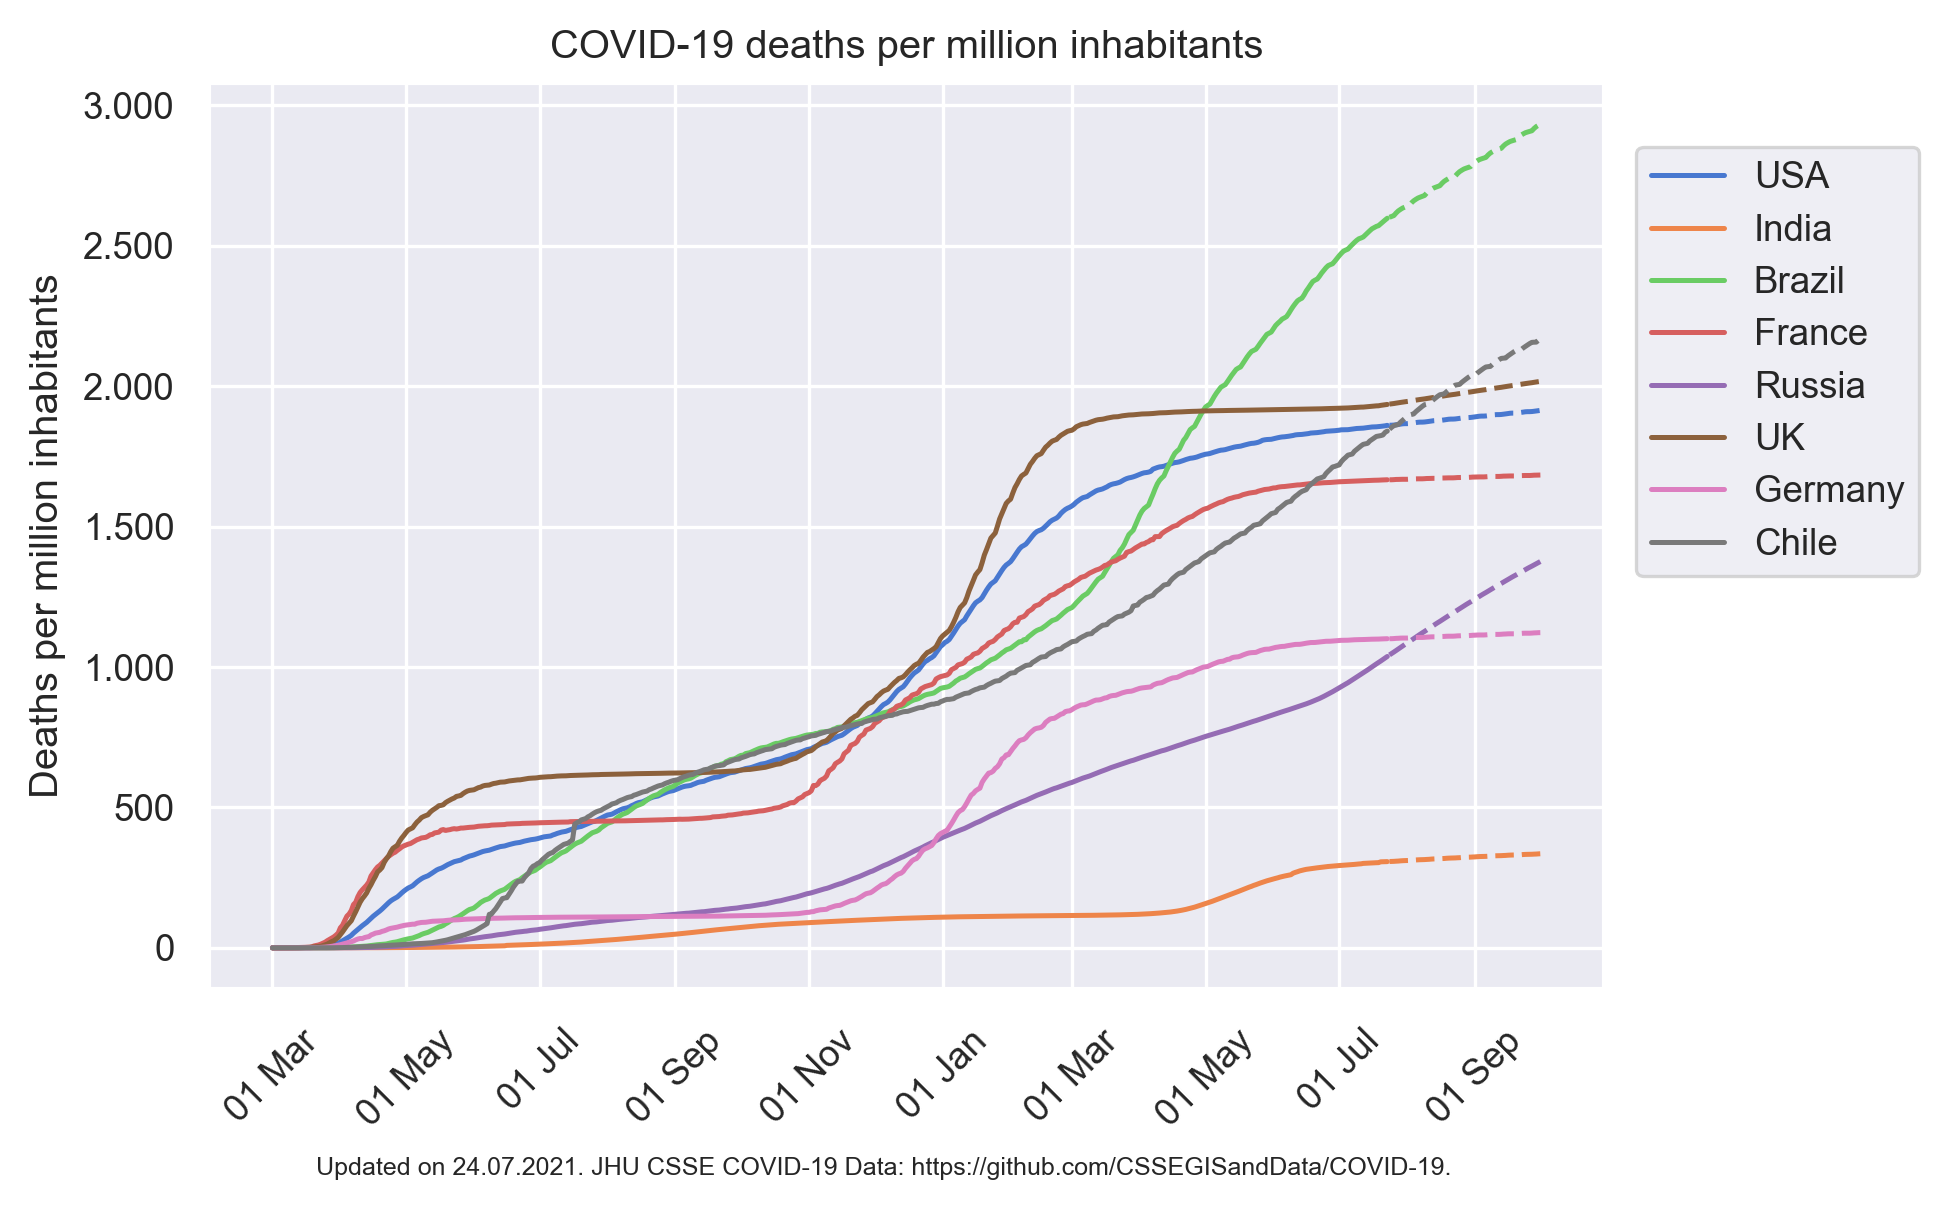 COVID-19 deaths per million inhabitants
3.000
2.500
2.000
1.500
1.000
500
0
Deaths per million inhabitants
01 Mar
01 May
01 Jul
01 Sep
01 Nov
01 Jan
01 Mar
01 May
01 Jul
01 Sep
USA
India
Brazil
France
Russia
UK
Germany
Chile
Updated on 24.07.2021. JHU CSSE COVID-19 Data: https://github.com/CSSEGISandData/COVID-19.